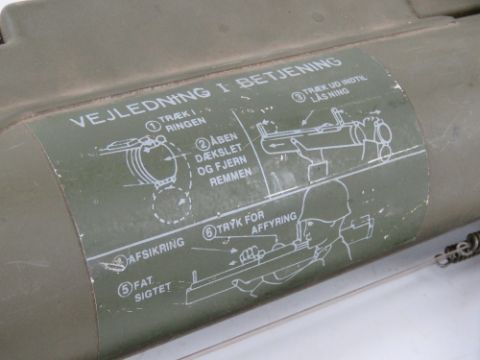 VEJLEDNING I BETJENING
① TRÆK I
RINGEN
② ÅBEN
DÆKSLET
OG FJERN
REMMEN
③ TRÆK UD INDTIL
LÅSNING
④ AFSIKRING
⑤ FAT
SIGTET
⑥ TRYK FOR
AFFYRING